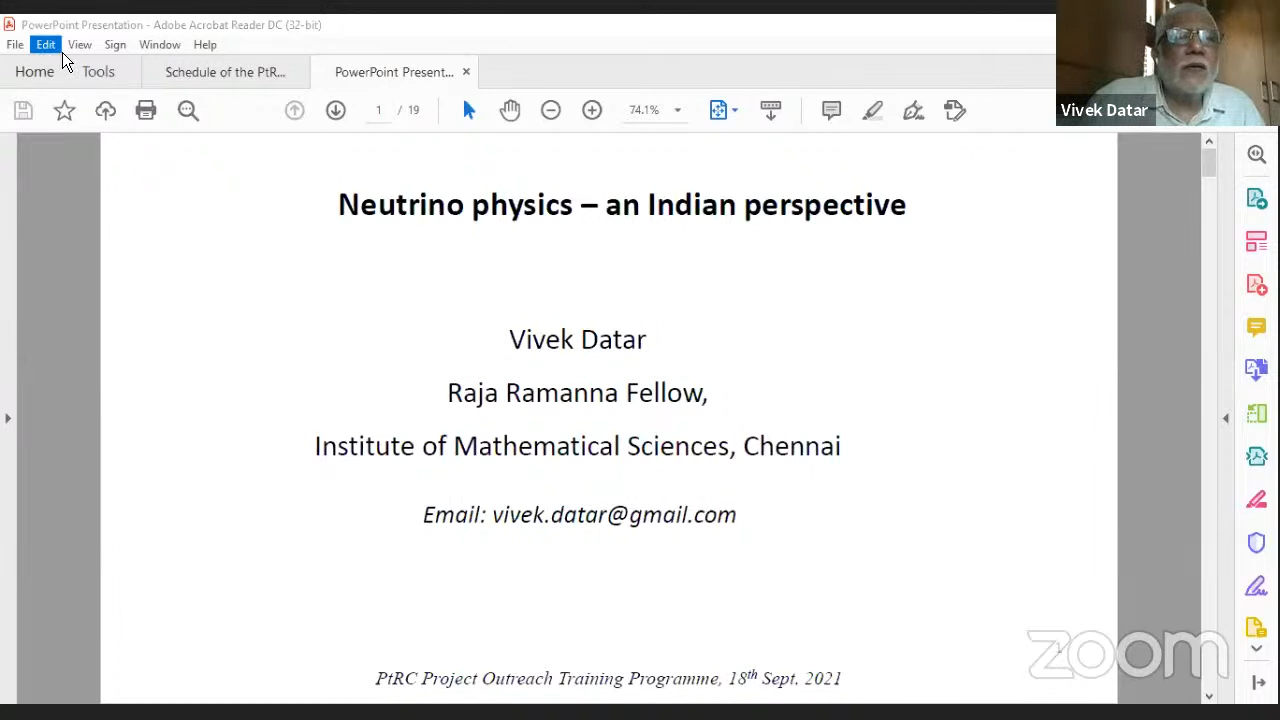 PowerPoint Presentation - Adobe Acrobat Reader DC (32-bit)
File Edit View Sign Window Help
Home Tools Schedule of the PtR... PowerPoint Present...
1 / 19 74.1%
Vivek Datar
Neutrino physics – an Indian perspective
Vivek Datar
Raja Ramanna Fellow,
Institute of Mathematical Sciences, Chennai
Email: vivek.datar@gmail.com
1
zoom
PtRC Project Outreach Training Programme, 18th Sept. 2021